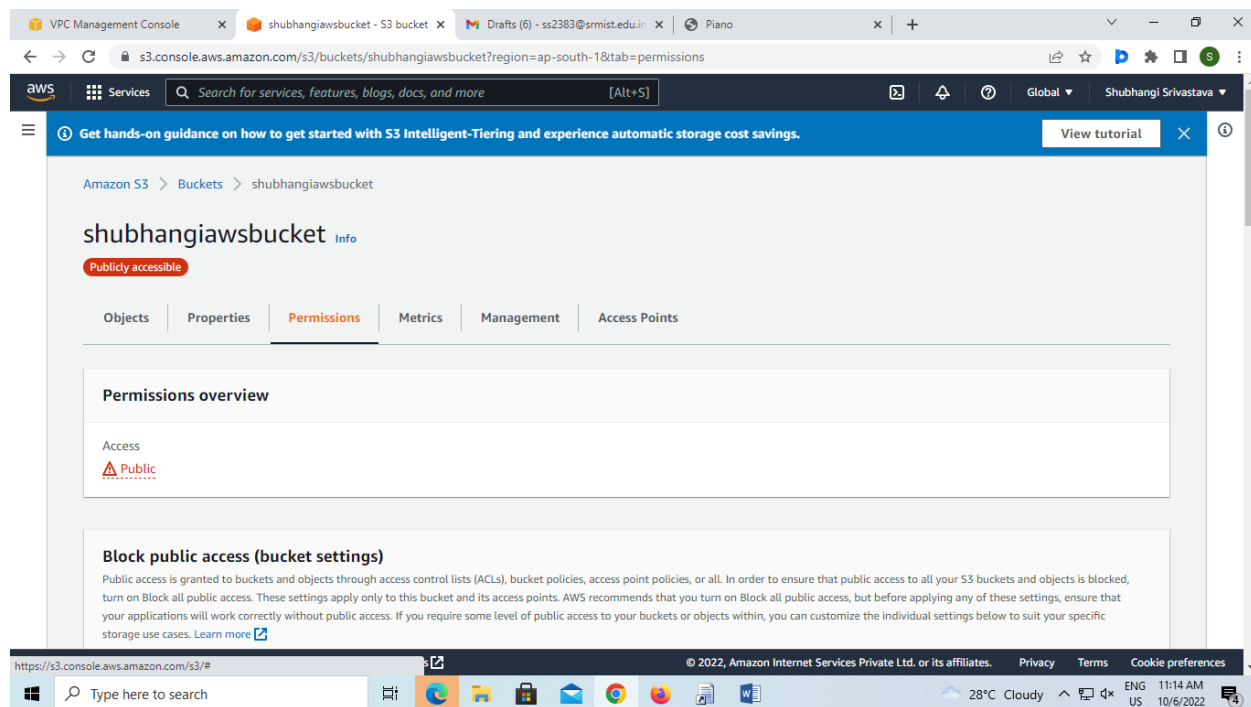 VPC Management Console
shubhangiawsbucket - S3 bucket
Drafts (6) - ss2383@srmist.edu.in
Piano
s3.console.aws.amazon.com/s3/buckets/shubhangiawsbucket?region=ap-south-1&tab=permissions
S
aws
Services
Search for services, features, blogs, docs, and more
[Alt+S]
Global
Shubhangi Srivastava
Get hands-on guidance on how to get started with S3 Intelligent-Tiering and experience automatic storage cost savings.
View tutorial
Amazon S3 > Buckets > shubhangiawsbucket
shubhangiawsbucket Info
Publicly accessible
Objects
Properties
Permissions
Metrics
Management
Access Points
Permissions overview
Access
Public
Block public access (bucket settings)
Public access is granted to buckets and objects through access control lists (ACLs), bucket policies, access point policies, or all. In order to ensure that public access to all your S3 buckets and objects is blocked,
turn on Block all public access. These settings apply only to this bucket and its access points. AWS recommends that you turn on Block all public access, but before applying any of these settings, ensure that
your applications will work correctly without public access. If you require some level of public access to your buckets or objects within, you can customize the individual settings below to suit your specific
storage use cases. Learn more
https://s3.console.aws.amazon.com/s3/#
s
© 2022, Amazon Internet Services Private Ltd. or its affiliates.
Privacy
Terms
Cookie preferences
Type here to search
28°C Cloudy
ENG
US
11:14 AM
10/6/2022
4